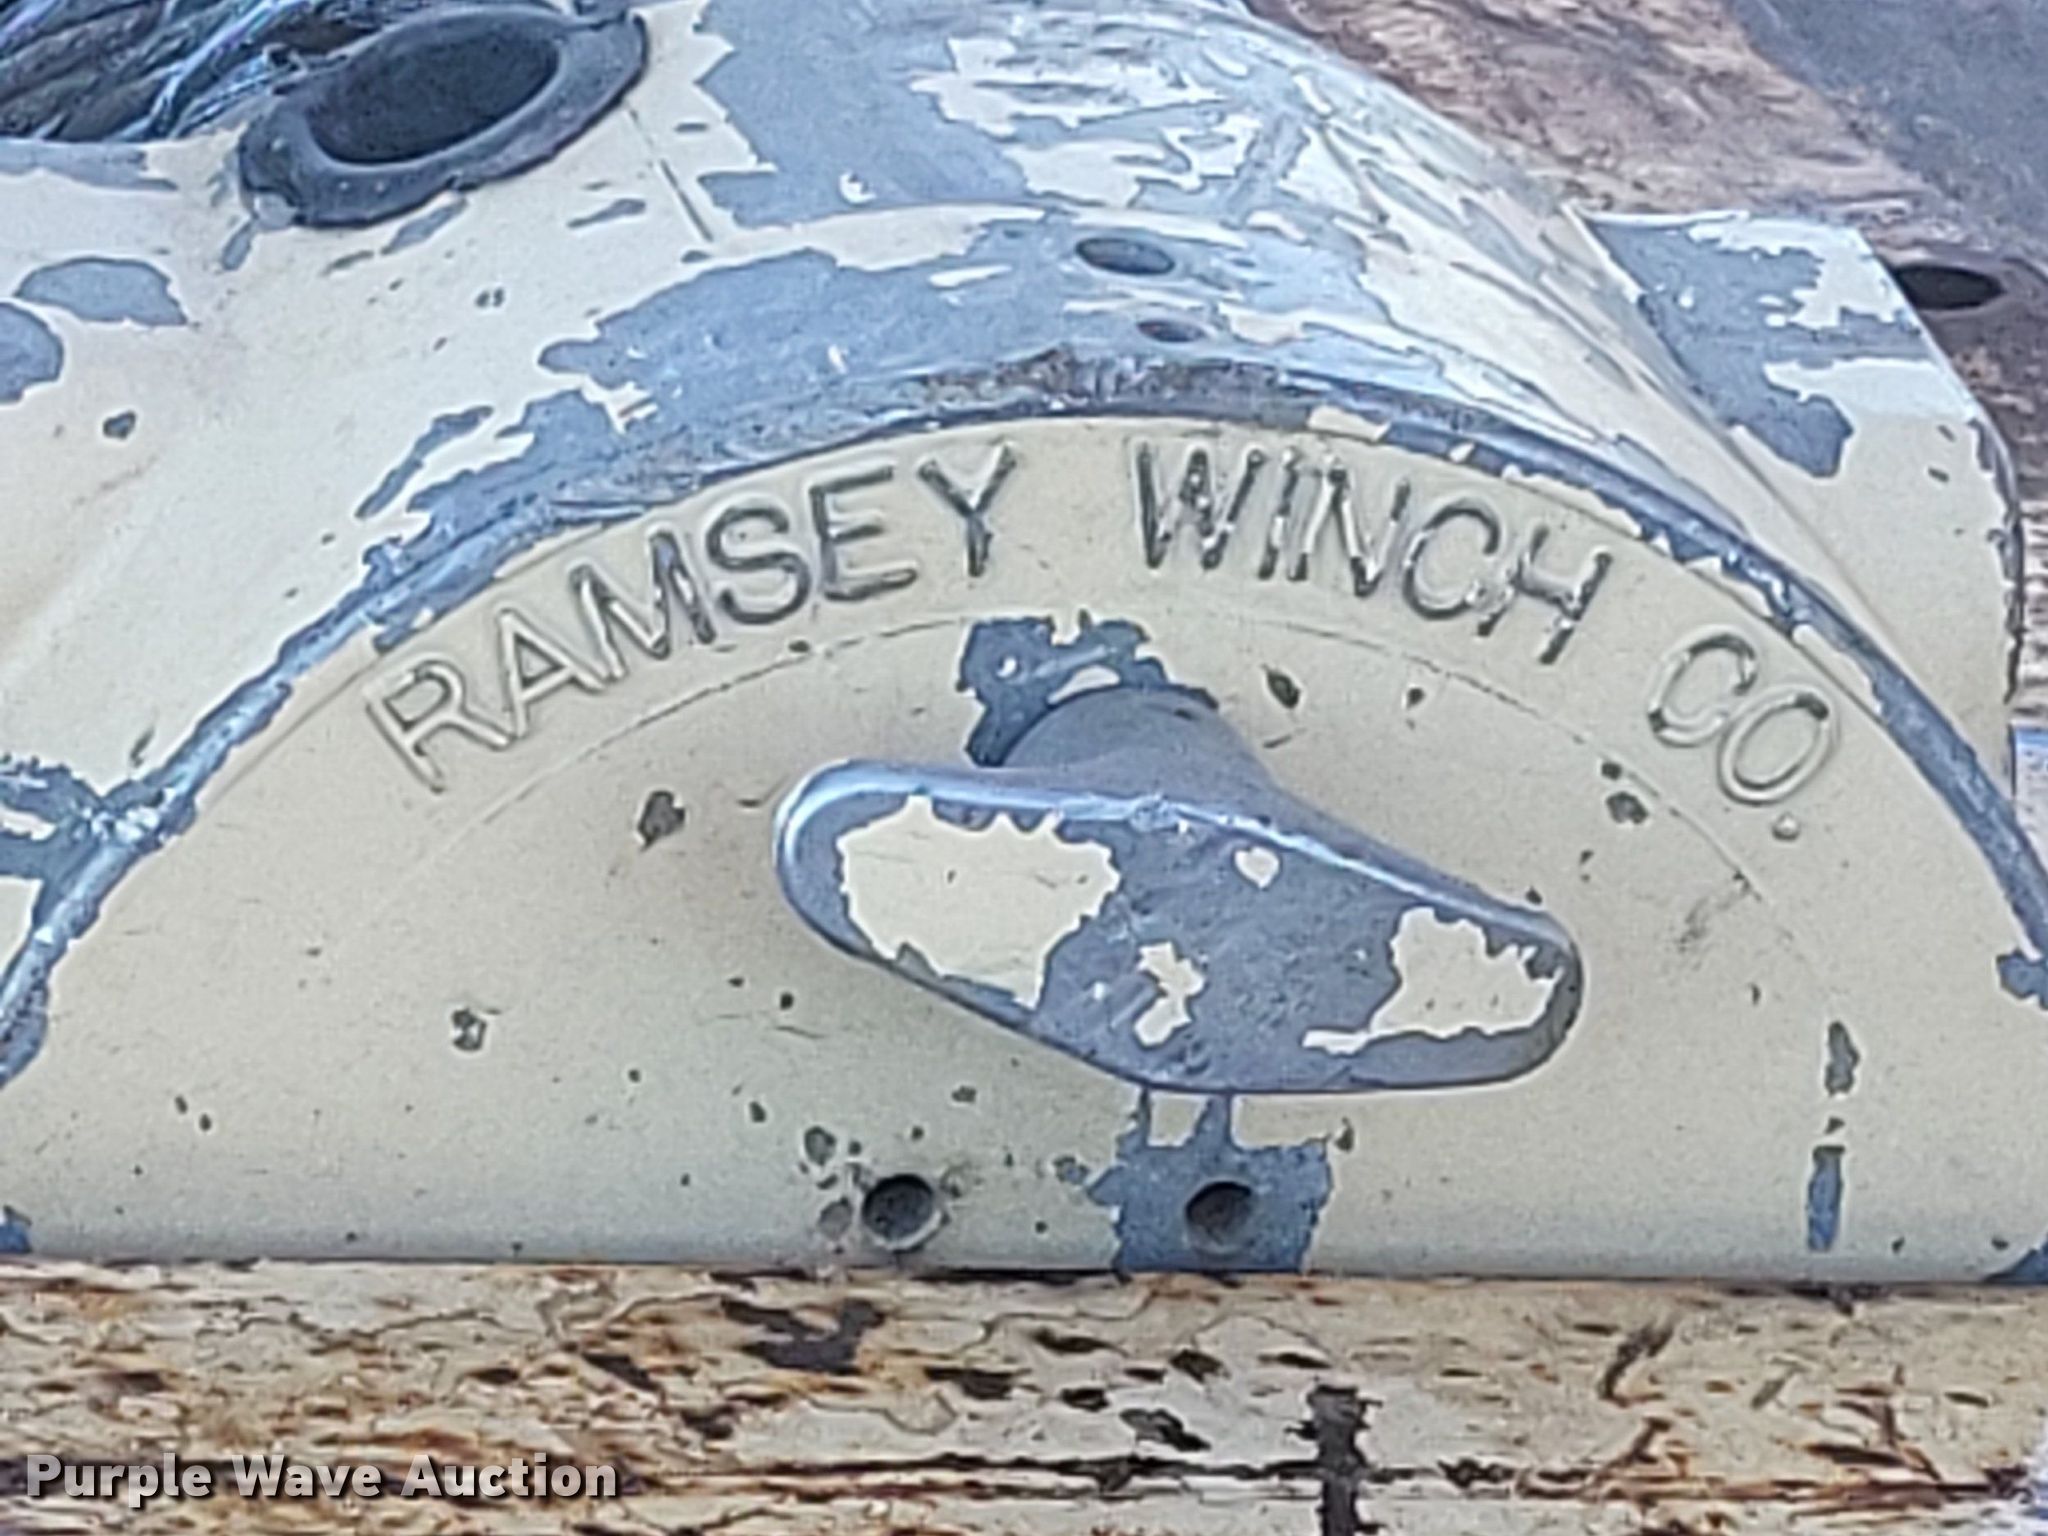 RAMSEY WINCH CO.
Purple Wave Auction